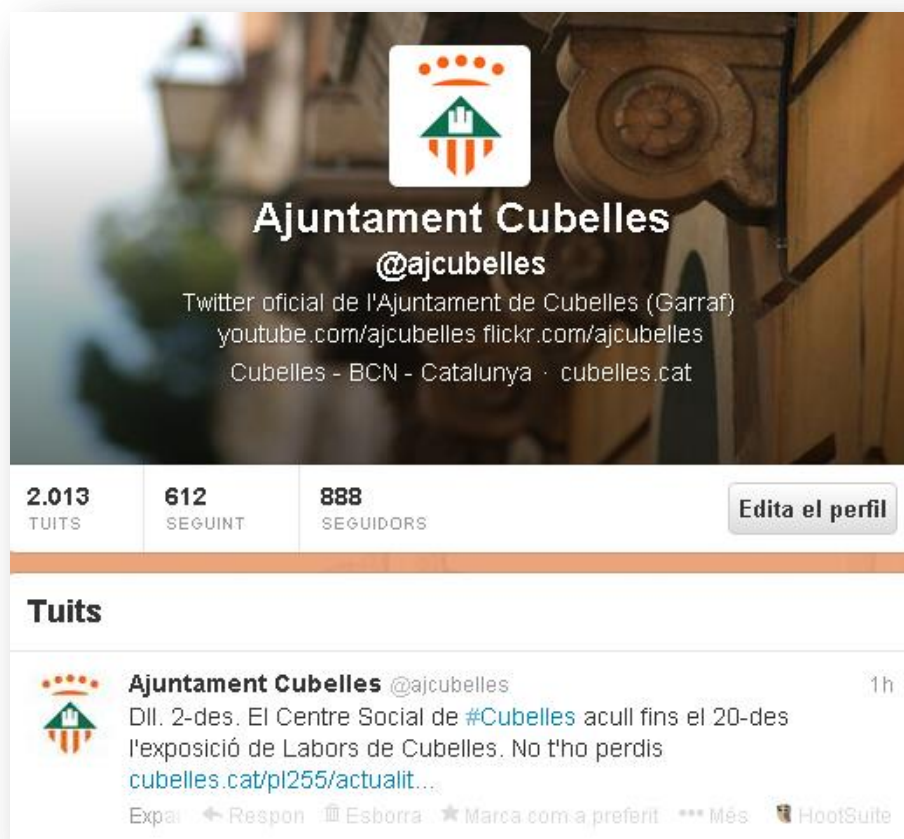 Ajuntament Cubelles
@ajcubelles
Twitter oficial de l'Ajuntament de Cubelles (Garraf)
youtube.com/ajcubelles flickr.com/ajcubelles
Cubelles - BCN - Catalunya · cubelles.cat
2.013 612 888
TUITS SEGUINT SEGUIDORS
Edita el perfil
Tuits
Ajuntament Cubelles @ajcubelles 1h
Dll. 2-des. El Centre Social de #Cubelles acull fins el 20-des
l'exposició de Labors de Cubelles. No t'ho perdis
cubelles.cat/pl255/actualit...
Respon Esborra Marca com a preferit Més HootSuite